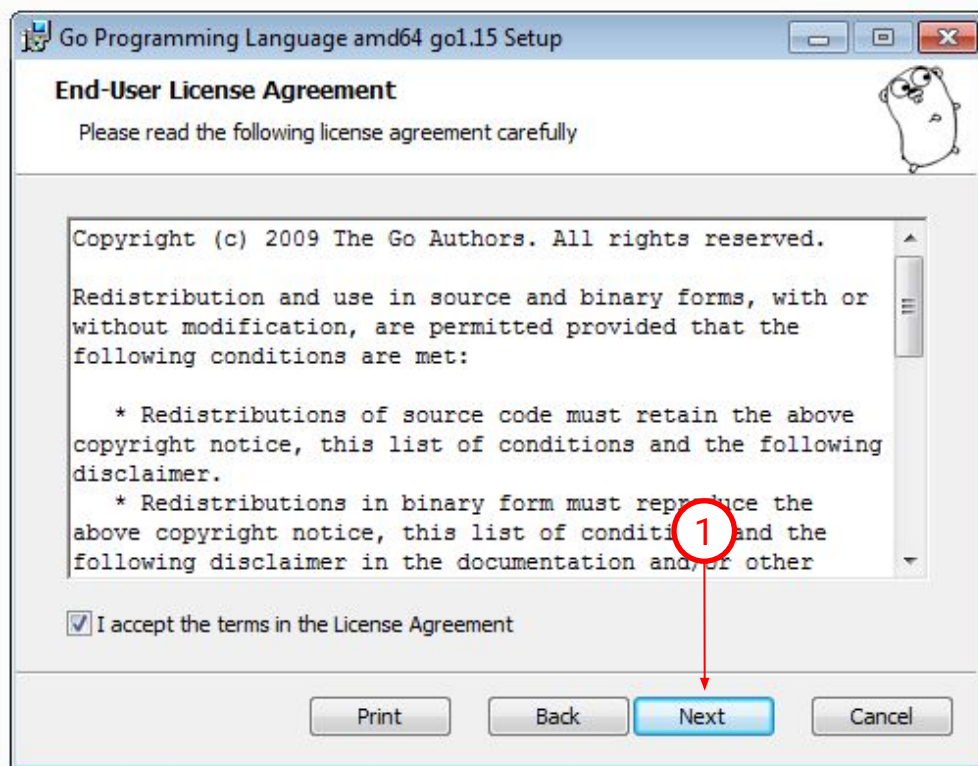 Go Programming Language amd64 go1.15 Setup
End-User License Agreement
Please read the following license agreement carefully
Copyright (c) 2009 The Go Authors. All rights reserved.
Redistribution and use in source and binary forms, with or
without modification, are permitted provided that the
following conditions are met:
* Redistributions of source code must retain the above
copyright notice, this list of conditions and the following
disclaimer.
* Redistributions in binary form must reproduce the
above copyright notice, this list of conditions and the
following disclaimer in the documentation and/or other
1
I accept the terms in the License Agreement
Print Back Next Cancel